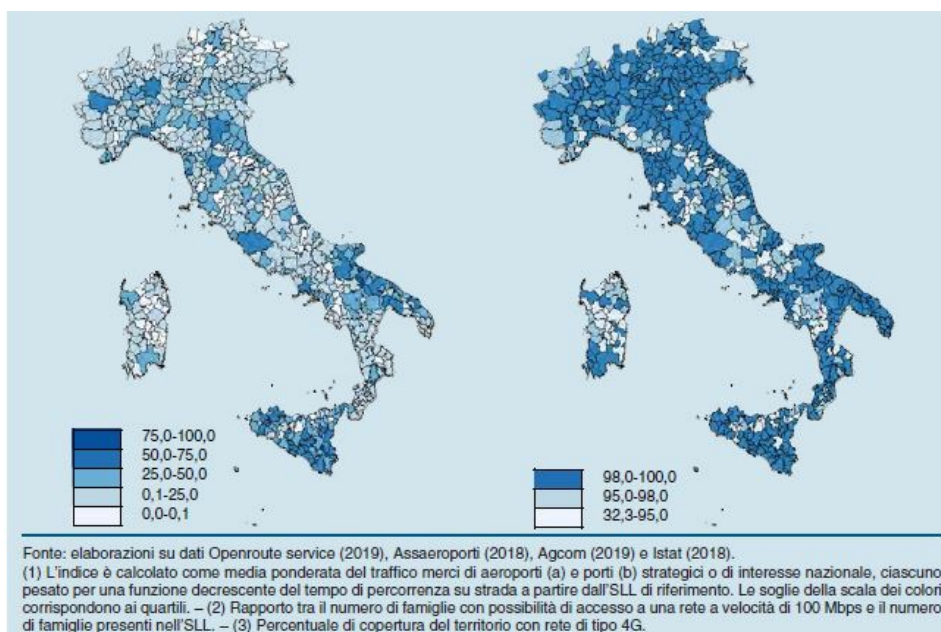 75,0-100,0
50,0-75,0
25,0-50,0
0,1-25,0
0,0-0,1
98,0-100,0
95,0-98,0
32,3-95,0
Fonte: elaborazioni su dati Openroute service (2019), Assaeroporti (2018), Agcom (2019) e Istat (2018).
(1) L'indice è calcolato come media ponderata del traffico merci di aeroporti (a) e porti (b) strategici o di interesse nazionale, ciascuno
pesato per una funzione decrescente del tempo di percorrenza su strada a partire dall'SLL di riferimento. Le soglie della scala dei colori
corrispondono ai quartili. – (2) Rapporto tra il numero di famiglie con possibilità di accesso a una rete a velocità di 100 Mbps e il numero
di famiglie presenti nell'SLL. – (3) Percentuale di copertura del territorio con rete di tipo 4G.